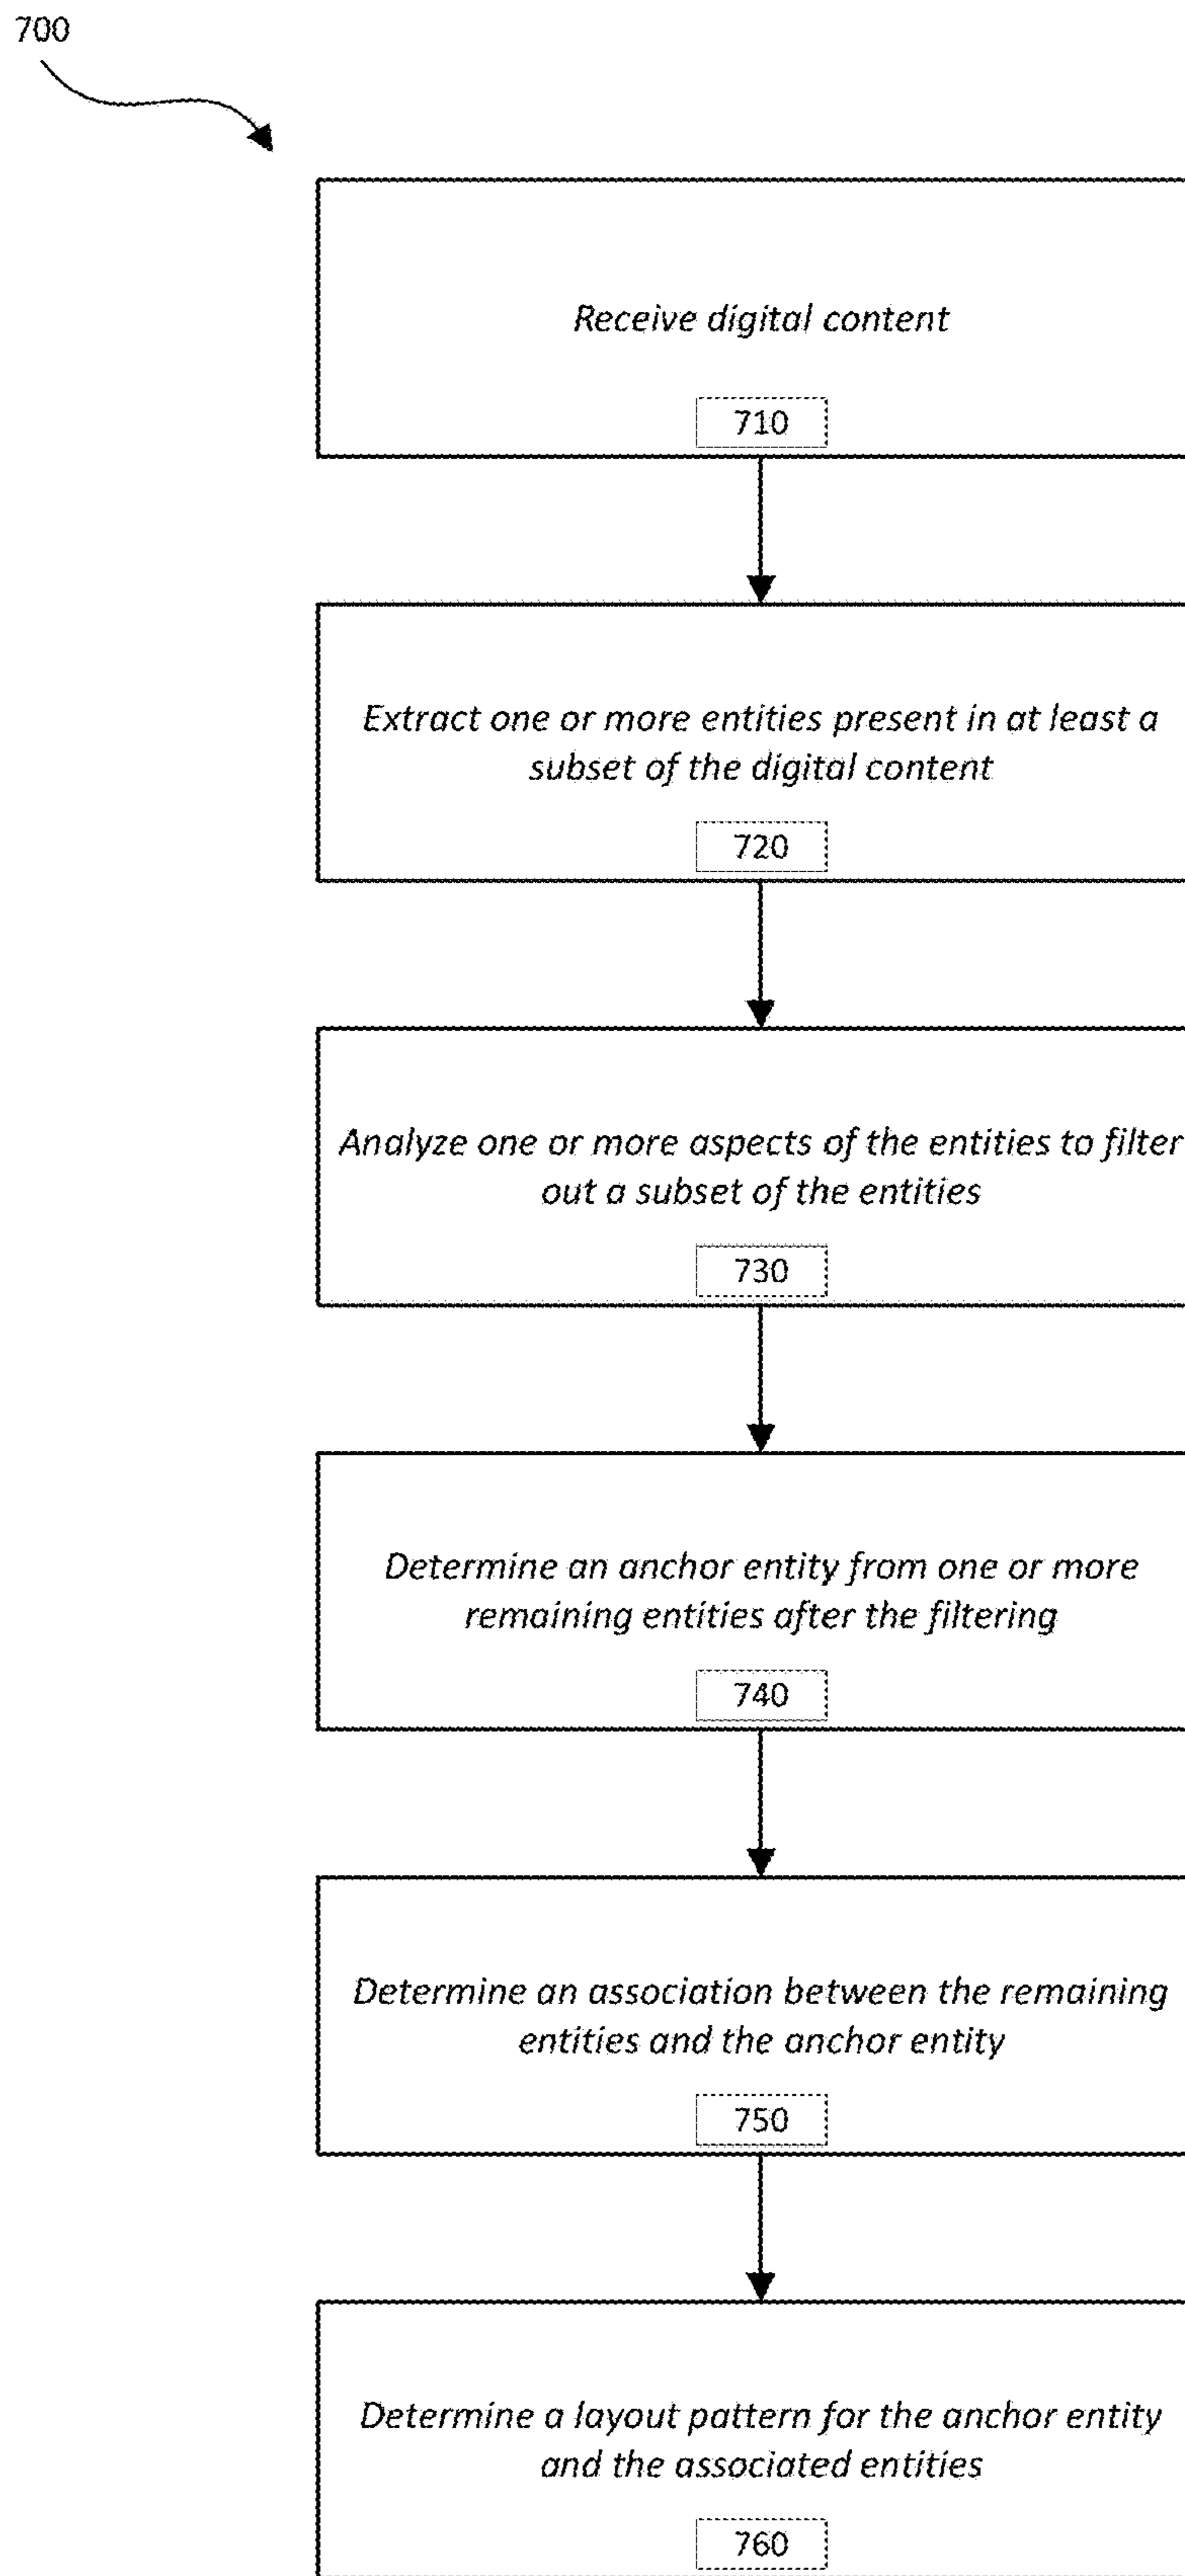 700
Receive digital content
710
Extract one or more entities present in at least a
subset of the digital content
720
Analyze one or more aspects of the entities to filter
out a subset of the entities
730
Determine an anchor entity from one or more
remaining entities after the filtering
740
Determine an association between the remaining
entities and the anchor entity
750
Determine a layout pattern for the anchor entity
and the associated entities
760